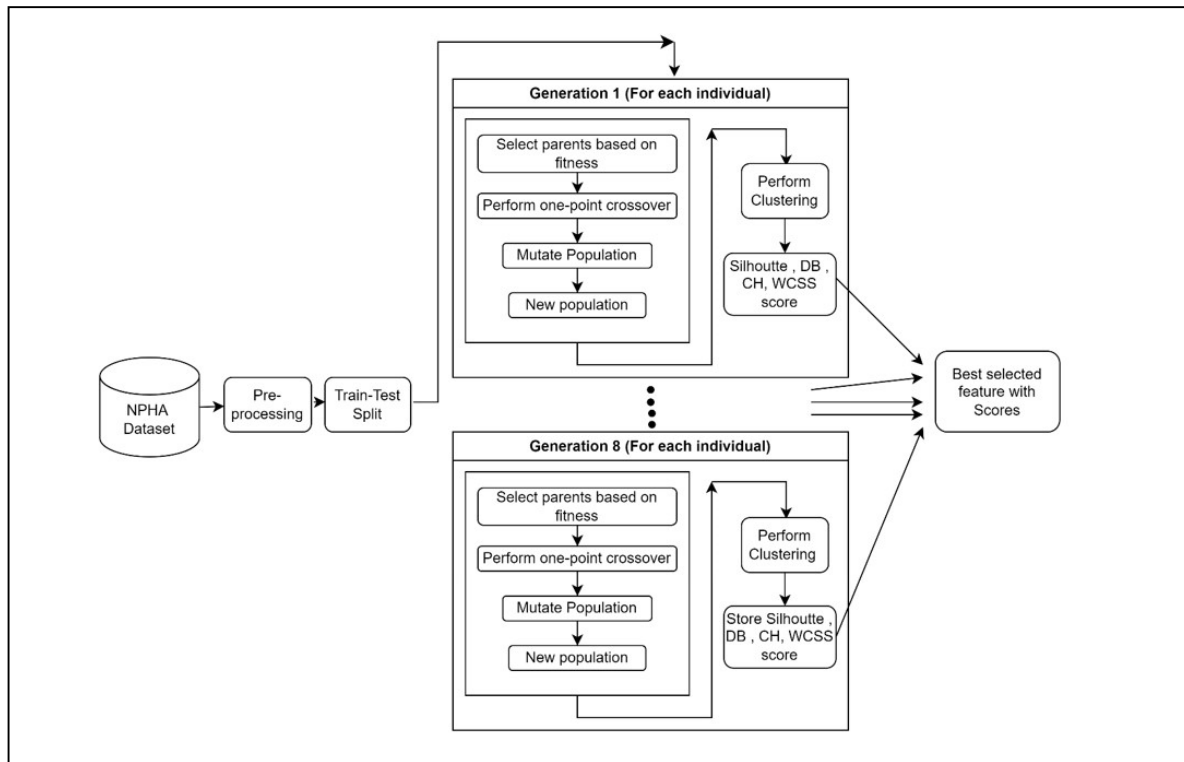 Generation 1 (For each individual)
Select parents based on
fitness
Perform one-point crossover
Mutate Population
New population
Perform
Clustering
Silhoutte , DB ,
CH, WCSS
score
NPHA
Dataset
Pre-
processing
Train-Test
Split
Best selected
feature with
Scores
Generation 8 (For each individual)
Select parents based on
fitness
Perform one-point crossover
Mutate Population
New population
Perform
Clustering
Store Silhoutte ,
DB , CH, WCSS
score